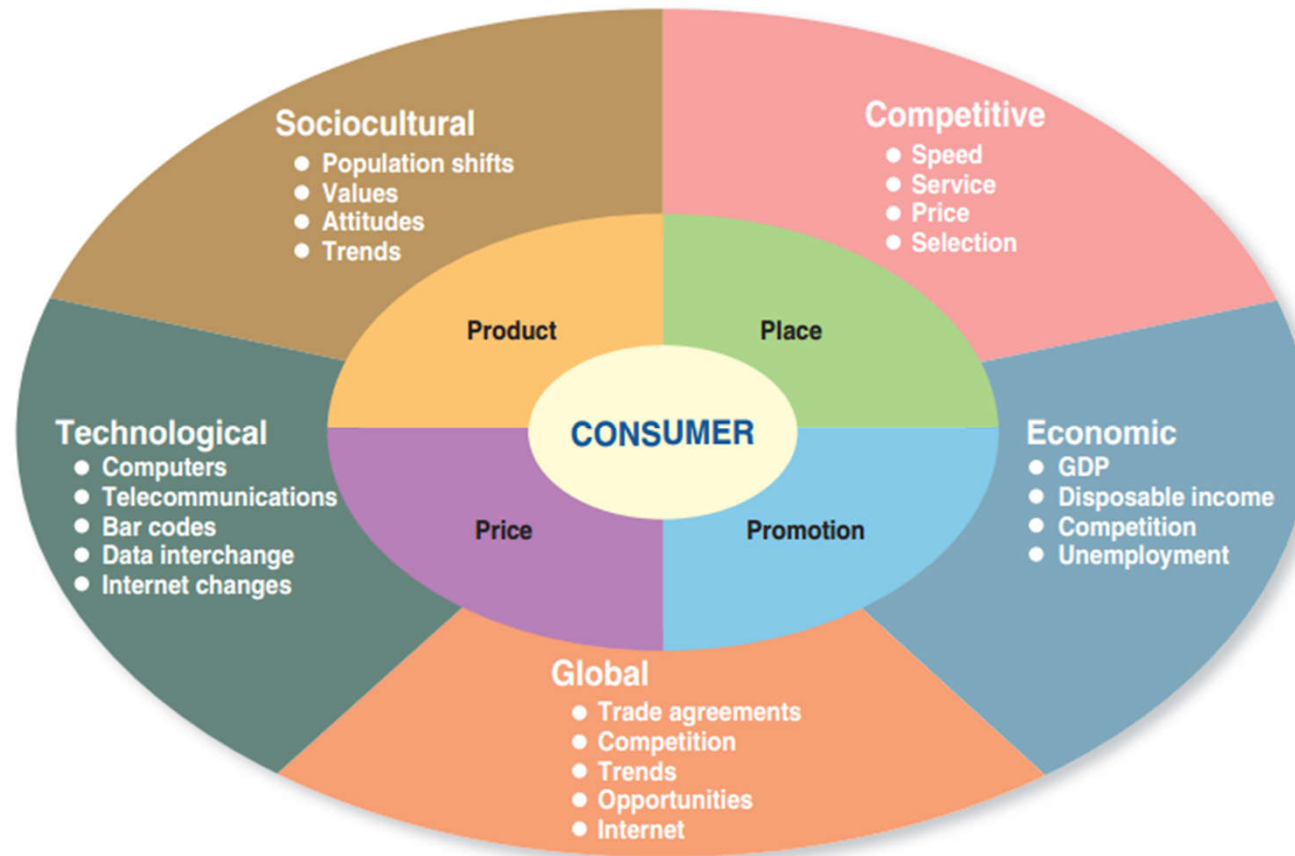 Sociocultural
● Population shifts
● Values
● Attitudes
● Trends
Competitive
● Speed
● Service
● Price
● Selection
Product
Place
CONSUMER
Technological
● Computers
● Telecommunications
● Bar codes
● Data interchange
● Internet changes
Economic
● GDP
● Disposable income
● Competition
● Unemployment
Price
Promotion
Global
● Trade agreements
● Competition
● Trends
● Opportunities
● Internet